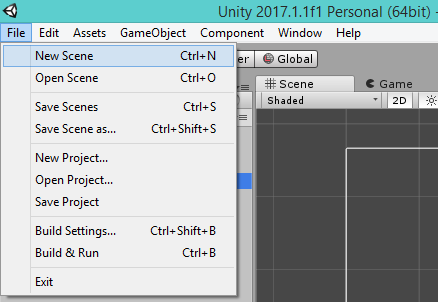 Unity 2017.1.1f1 Personal (64bit) -
File Edit Assets GameObject Component Window Help
New Scene Ctrl+N
Global
Open Scene Ctrl+O
Scene Game
Shaded 2D
Save Scenes Ctrl+S
Save Scene as... Ctrl+Shift+S
New Project...
Open Project...
Save Project
Build Settings... Ctrl+Shift+B
Build & Run Ctrl+B
Exit